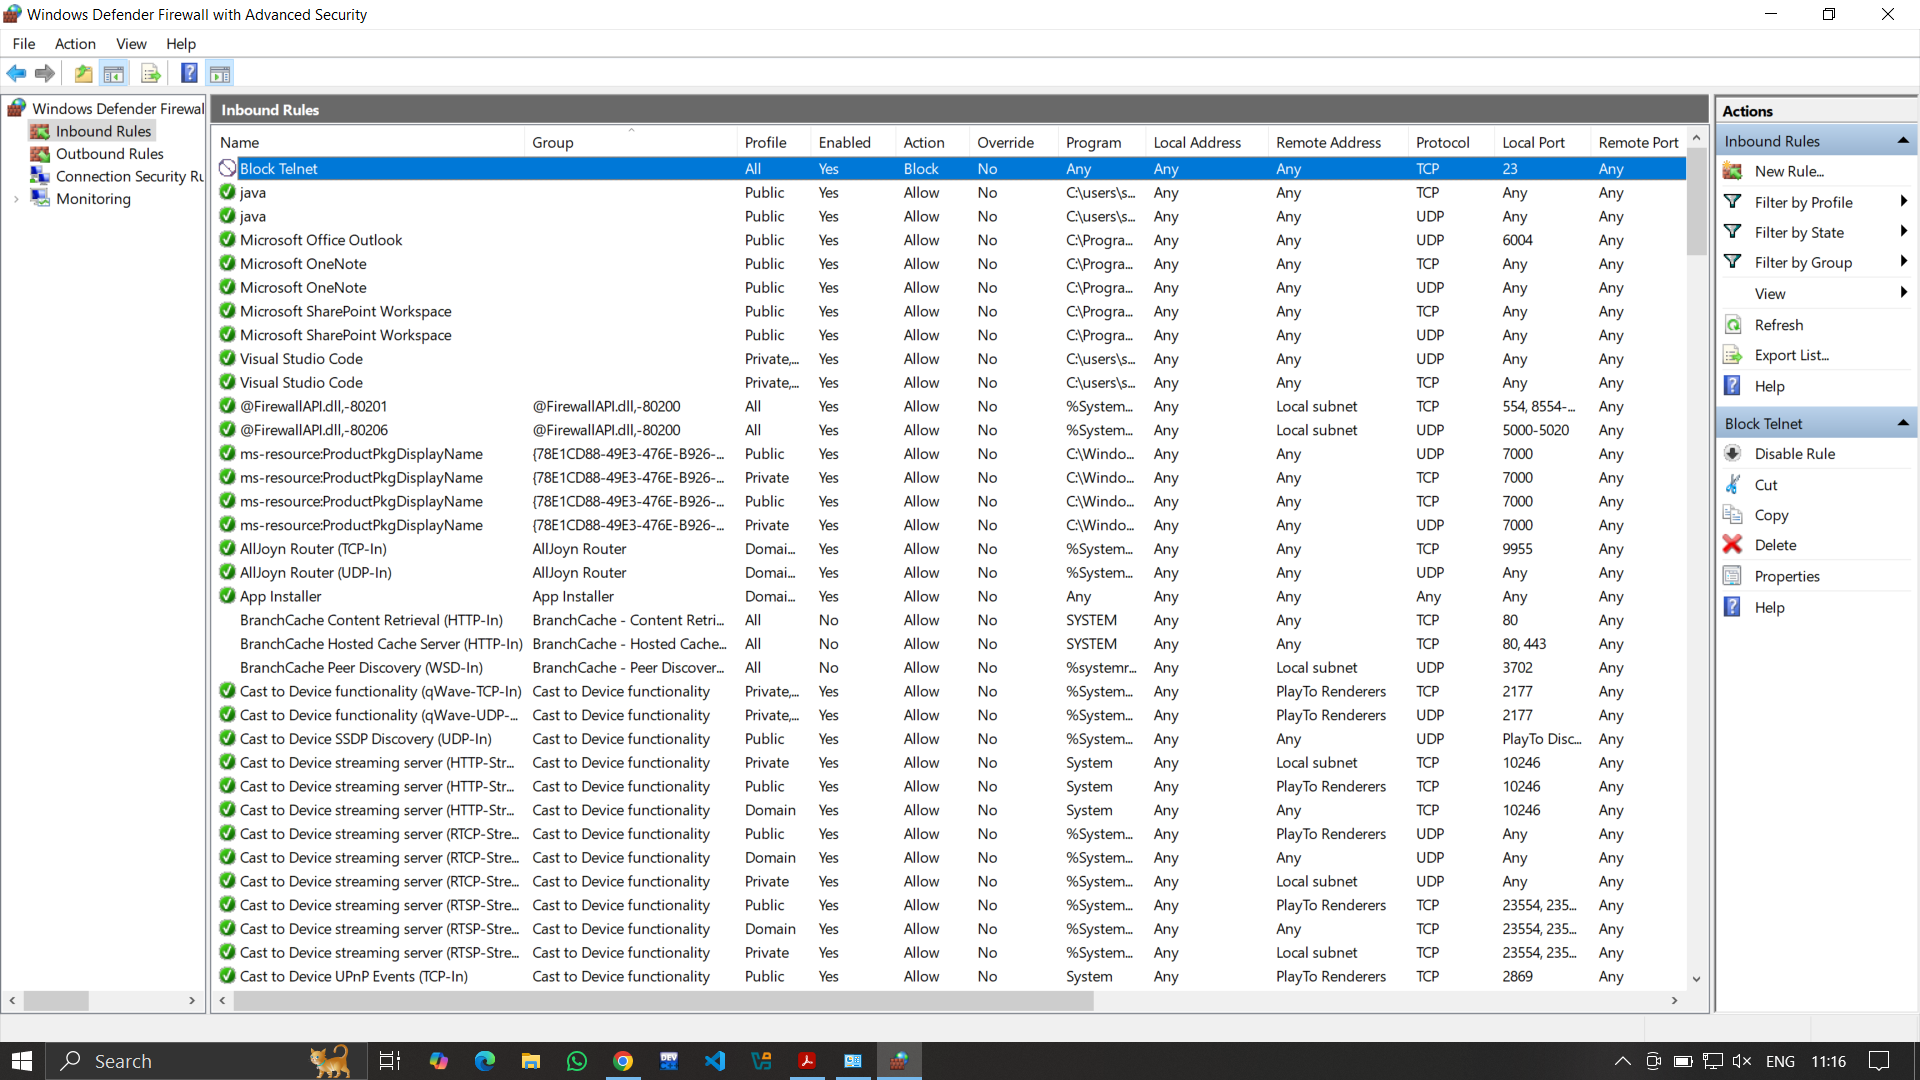 Windows Defender Firewall with Advanced Security
File Action View Help
Windows Defender Firewal
Inbound Rules
Outbound Rules
Connection Security Ru
Monitoring
Inbound Rules
Name Group Profile Enabled Action Override Program Local Address Remote Address Protocol Local Port Remote Port
Block Telnet All Yes Block No Any Any Any TCP 23 Any
java Public Yes Allow No C:\users\s... Any Any TCP Any Any
java Public Yes Allow No C:\users\s... Any Any UDP Any Any
Microsoft Office Outlook Public Yes Allow No C:\Progra... Any Any UDP 6004 Any
Microsoft OneNote Public Yes Allow No C:\Progra... Any Any TCP Any Any
Microsoft OneNote Public Yes Allow No C:\Progra... Any Any UDP Any Any
Microsoft SharePoint Workspace Public Yes Allow No C:\Progra... Any Any TCP Any Any
Microsoft SharePoint Workspace Public Yes Allow No C:\Progra... Any Any UDP Any Any
Visual Studio Code Private,... Yes Allow No C:\users\s... Any Any UDP Any Any
Visual Studio Code Private,... Yes Allow No C:\users\s... Any Any TCP Any Any
@FirewallAPI.dll,-80201 @FirewallAPI.dll,-80200 All Yes Allow No %System... Any Local subnet TCP 554, 8554-... Any
@FirewallAPI.dll,-80206 @FirewallAPI.dll,-80200 All Yes Allow No %System... Any Local subnet UDP 5000-5020 Any
ms-resource:ProductPkgDisplayName {78E1CD88-49E3-476E-B926-... Public Yes Allow No C:\Windo... Any Any UDP 7000 Any
ms-resource:ProductPkgDisplayName {78E1CD88-49E3-476E-B926-... Private Yes Allow No C:\Windo... Any Any TCP 7000 Any
ms-resource:ProductPkgDisplayName {78E1CD88-49E3-476E-B926-... Public Yes Allow No C:\Windo... Any Any TCP 7000 Any
ms-resource:ProductPkgDisplayName {78E1CD88-49E3-476E-B926-... Private Yes Allow No C:\Windo... Any Any UDP 7000 Any
AllJoyn Router (TCP-In) AllJoyn Router Domai... Yes Allow No %System... Any Any TCP 9955 Any
AllJoyn Router (UDP-In) AllJoyn Router Domai... Yes Allow No %System... Any Any UDP Any Any
App Installer App Installer Domai... Yes Allow No Any Any Any Any Any Any
BranchCache Content Retrieval (HTTP-In) BranchCache - Content Retri... All No Allow No SYSTEM Any Any TCP 80 Any
BranchCache Hosted Cache Server (HTTP-In) BranchCache - Hosted Cache... All No Allow No SYSTEM Any Any TCP 80, 443 Any
BranchCache Peer Discovery (WSD-In) BranchCache - Peer Discover... All No Allow No %systemr... Any Local subnet UDP 3702 Any
Cast to Device functionality (qWave-TCP-In) Cast to Device functionality Private,... Yes Allow No %System... Any PlayTo Renderers TCP 2177 Any
Cast to Device functionality (qWave-UDP-... Cast to Device functionality Private,... Yes Allow No %System... Any PlayTo Renderers UDP 2177 Any
Cast to Device SSDP Discovery (UDP-In) Cast to Device functionality Public Yes Allow No %System... Any Any UDP PlayTo Disc... Any
Cast to Device streaming server (HTTP-Str... Cast to Device functionality Private Yes Allow No System Any Local subnet TCP 10246 Any
Cast to Device streaming server (HTTP-Str... Cast to Device functionality Public Yes Allow No System Any PlayTo Renderers TCP 10246 Any
Cast to Device streaming server (HTTP-Str... Cast to Device functionality Domain Yes Allow No System Any Any TCP 10246 Any
Cast to Device streaming server (RTCP-Stre... Cast to Device functionality Public Yes Allow No %System... Any PlayTo Renderers UDP Any Any
Cast to Device streaming server (RTCP-Stre... Cast to Device functionality Domain Yes Allow No %System... Any Any UDP Any Any
Cast to Device streaming server (RTCP-Stre... Cast to Device functionality Private Yes Allow No %System... Any Local subnet UDP Any Any
Cast to Device streaming server (RTSP-Stre... Cast to Device functionality Public Yes Allow No %System... Any PlayTo Renderers TCP 23554, 235... Any
Cast to Device streaming server (RTSP-Stre... Cast to Device functionality Domain Yes Allow No %System... Any Any TCP 23554, 235... Any
Cast to Device streaming server (RTSP-Stre... Cast to Device functionality Private Yes Allow No %System... Any Local subnet TCP 23554, 235... Any
Cast to Device UPnP Events (TCP-In) Cast to Device functionality Public Yes Allow No System Any PlayTo Renderers TCP 2869 Any
Actions
Inbound Rules
New Rule...
Filter by Profile
Filter by State
Filter by Group
View
Refresh
Export List...
Help
Block Telnet
Disable Rule
Cut
Copy
Delete
Properties
Help
Search
DEV
ENG 11:16